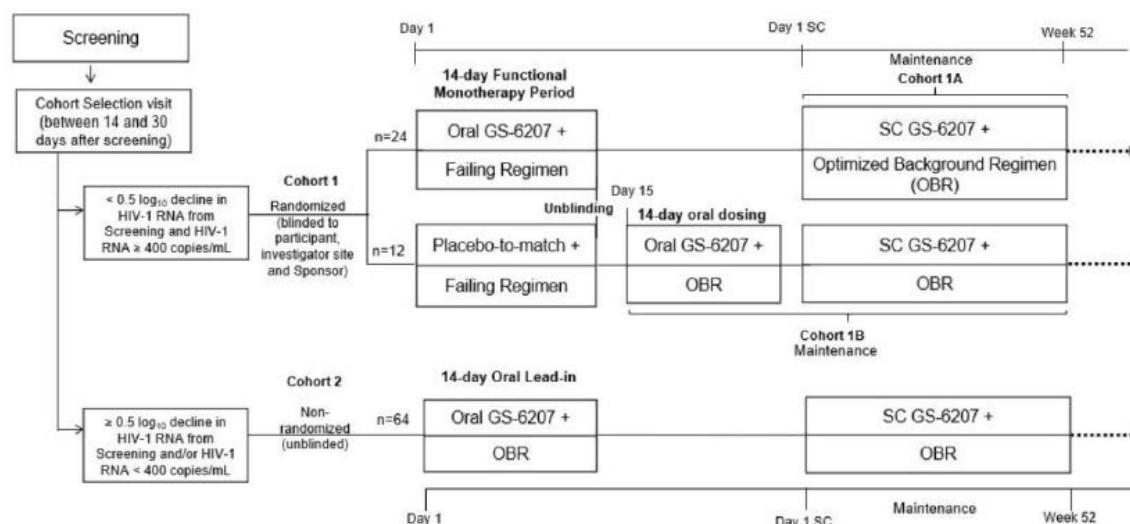 Screening
Cohort Selection visit
(between 14 and 30
days after screening)
< 0.5 log₁₀ decline in
HIV-1 RNA from
Screening and HIV-1
RNA ≥ 400 copies/mL
Cohort 1
Randomized
(blinded to
participant,
investigator site
and Sponsor)
n=24
n=12
Day 1
Day 1 SC
Week 52
Maintenance
Cohort 1A
14-day Functional
Monotherapy Period
Oral GS-6207 +
Failing Regimen
SC GS-6207 +
Optimized Background Regimen
(OBR)
Unblinding
Day 15
14-day oral dosing
Placebo-to-match +
Failing Regimen
Oral GS-6207 +
OBR
SC GS-6207 +
OBR
Cohort 1B
Maintenance
≥ 0.5 log₁₀ decline in
HIV-1 RNA from
Screening and/or HIV-1
RNA < 400 copies/mL
Cohort 2
Non-
randomized
(unblinded)
n=64
14-day Oral Lead-in
Oral GS-6207 +
OBR
SC GS-6207 +
OBR
Maintenance
Day 1
Day 1 SC
Week 52